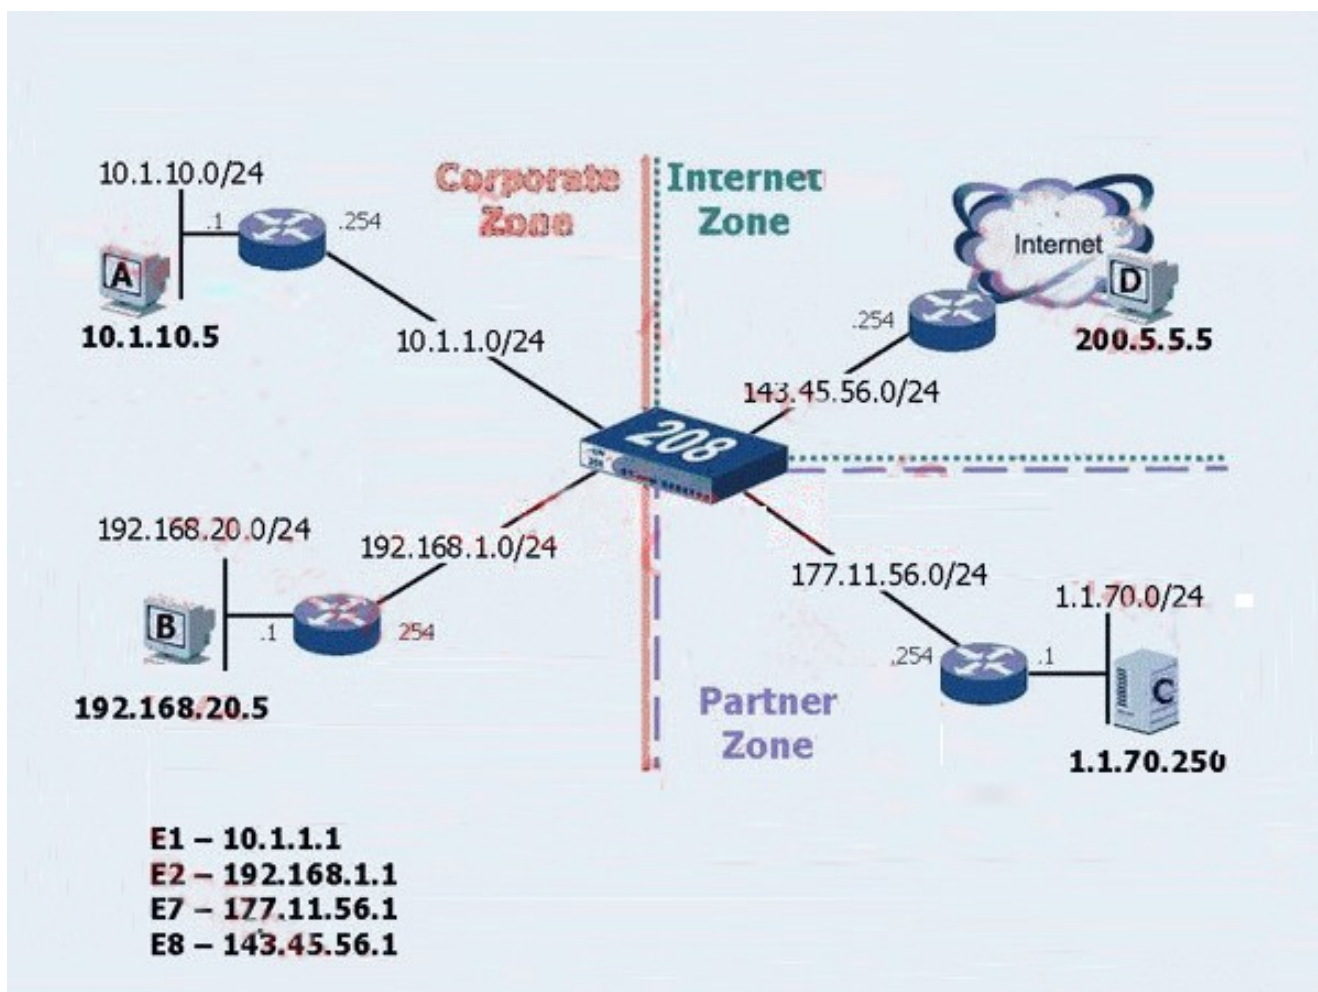 10.1.10.0/24
.1
.254
A
10.1.10.5
10.1.1.0/24
Corporate
Zone
Internet
Zone
Internet
D
.254
200.5.5.5
143.45.56.0/24
208
192.168.20.0/24
192.168.1.0/24
B
.1
254
192.168.20.5
177.11.56.0/24
1.1.70.0/24
.254
.1
C
1.1.70.250
Partner
Zone
E1 – 10.1.1.1
E2 – 192.168.1.1
E7 – 177.11.56.1
E8 – 143.45.56.1